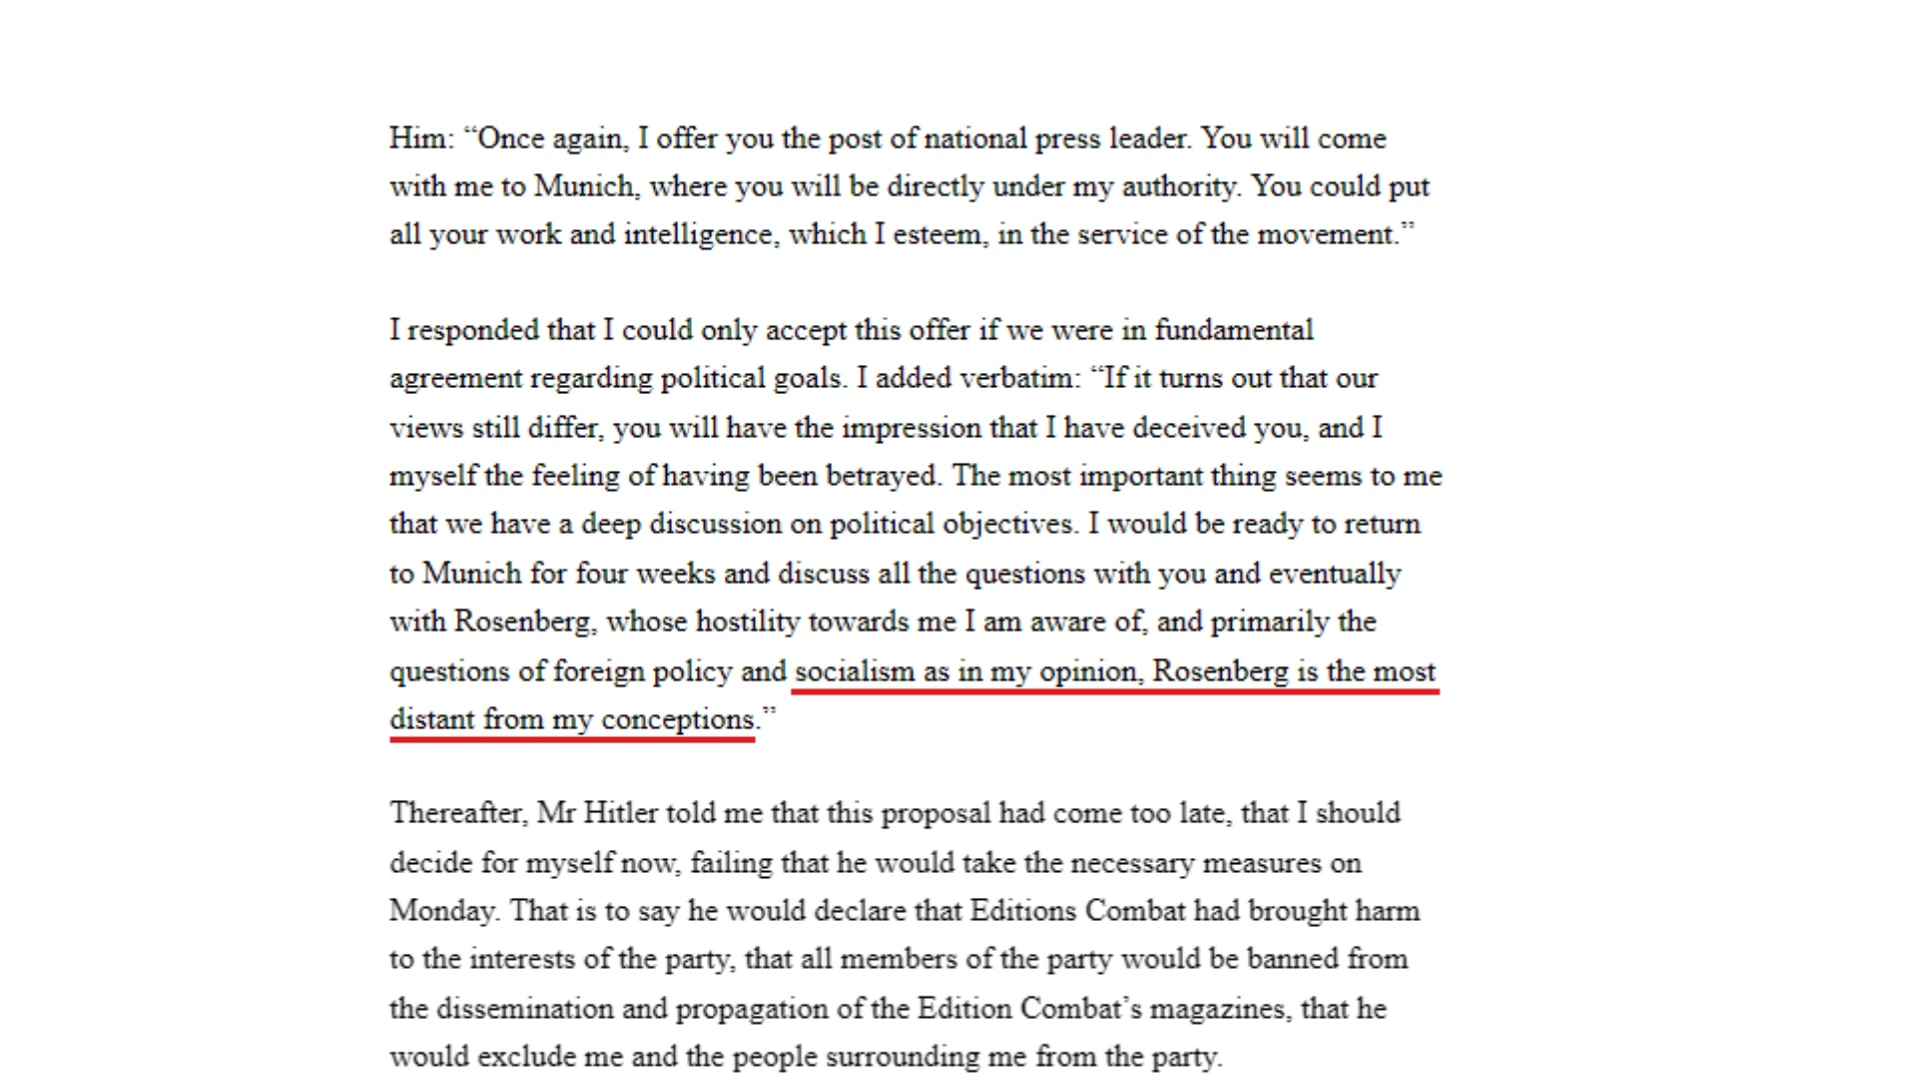 Him: “Once again, I offer you the post of national press leader. You will come
with me to Munich, where you will be directly under my authority. You could put
all your work and intelligence, which I esteem, in the service of the movement.”
I responded that I could only accept this offer if we were in fundamental
agreement regarding political goals. I added verbatim: “If it turns out that our
views still differ, you will have the impression that I have deceived you, and I
myself the feeling of having been betrayed. The most important thing seems to me
that we have a deep discussion on political objectives. I would be ready to return
to Munich for four weeks and discuss all the questions with you and eventually
with Rosenberg, whose hostility towards me I am aware of, and primarily the
questions of foreign policy and socialism as in my opinion, Rosenberg is the most
distant from my conceptions.”
Thereafter, Mr Hitler told me that this proposal had come too late, that I should
decide for myself now, failing that he would take the necessary measures on
Monday. That is to say he would declare that Editions Combat had brought harm
to the interests of the party, that all members of the party would be banned from
the dissemination and propagation of the Edition Combat’s magazines, that he
would exclude me and the people surrounding me from the party.